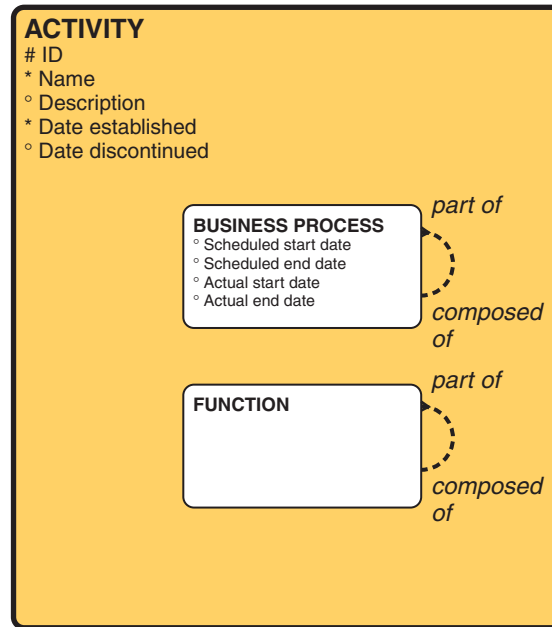 ACTIVITY
# ID
* Name
° Description
* Date established
° Date discontinued
part of
BUSINESS PROCESS
° Scheduled start date
° Scheduled end date
° Actual start date
° Actual end date
composed
of
part of
FUNCTION
composed
of